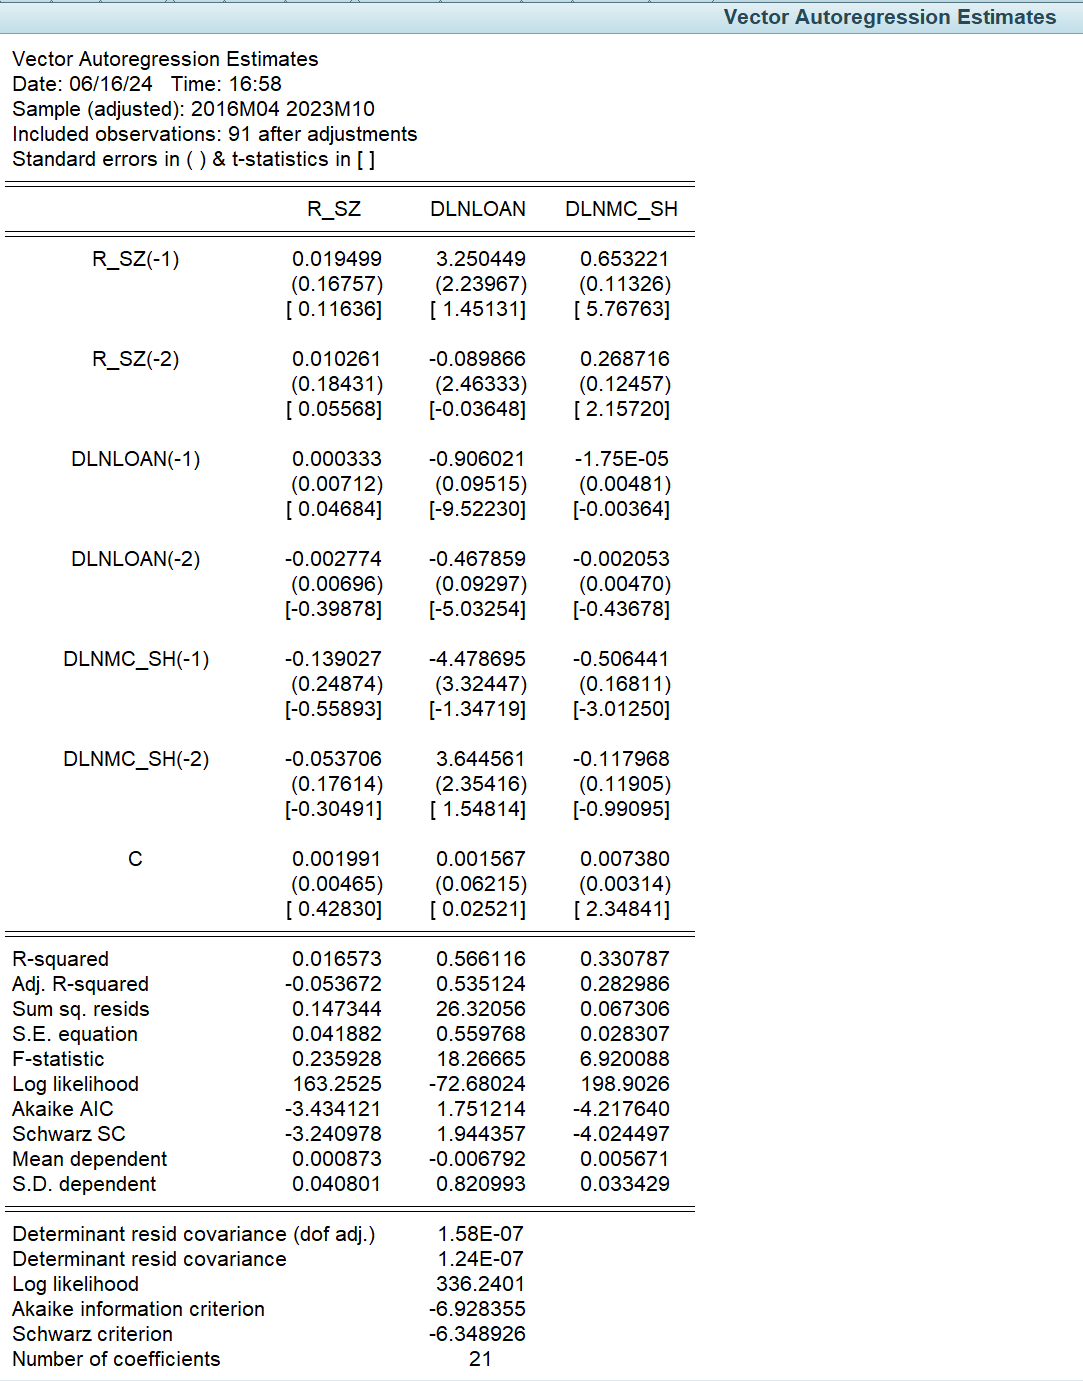 Vector Autoregression Estimates
Vector Autoregression Estimates
Date: 06/16/24 Time: 16:58
Sample (adjusted): 2016M04 2023M10
Included observations: 91 after adjustments
Standard errors in ( ) & t-statistics in [ ]
R_SZ DLNLOAN DLNMC_SH
R_SZ(-1) 0.019499 3.250449 0.653221
(0.16757) (2.23967) (0.11326)
[ 0.11636] [ 1.45131] [ 5.76763]
R_SZ(-2) 0.010261 -0.089866 0.268716
(0.18431) (2.46333) (0.12457)
[ 0.05568] [-0.03648] [ 2.15720]
DLNLOAN(-1) 0.000333 -0.906021 -1.75E-05
(0.00712) (0.09515) (0.00481)
[ 0.04684] [-9.52230] [-0.00364]
DLNLOAN(-2) -0.002774 -0.467859 -0.002053
(0.00696) (0.09297) (0.00470)
[-0.39878] [-5.03254] [-0.43678]
DLNMC_SH(-1) -0.139027 -4.478695 -0.506441
(0.24874) (3.32447) (0.16811)
[-0.55893] [-1.34719] [-3.01250]
DLNMC_SH(-2) -0.053706 3.644561 -0.117968
(0.17614) (2.35416) (0.11905)
[-0.30491] [ 1.54814] [-0.99095]
C 0.001991 0.001567 0.007380
(0.00465) (0.06215) (0.00314)
[ 0.42830] [ 0.02521] [ 2.34841]
R-squared 0.016573 0.566116 0.330787
Adj. R-squared -0.053672 0.535124 0.282986
Sum sq. resids 0.147344 26.32056 0.067306
S.E. equation 0.041882 0.559768 0.028307
F-statistic 0.235928 18.26665 6.920088
Log likelihood 163.2525 -72.68024 198.9026
Akaike AIC -3.434121 1.751214 -4.217640
Schwarz SC -3.240978 1.944357 -4.024497
Mean dependent 0.000873 -0.006792 0.005671
S.D. dependent 0.040801 0.820993 0.033429
Determinant resid covariance (dof adj.) 1.58E-07
Determinant resid covariance 1.24E-07
Log likelihood 336.2401
Akaike information criterion -6.928355
Schwarz criterion -6.348926
Number of coefficients 21